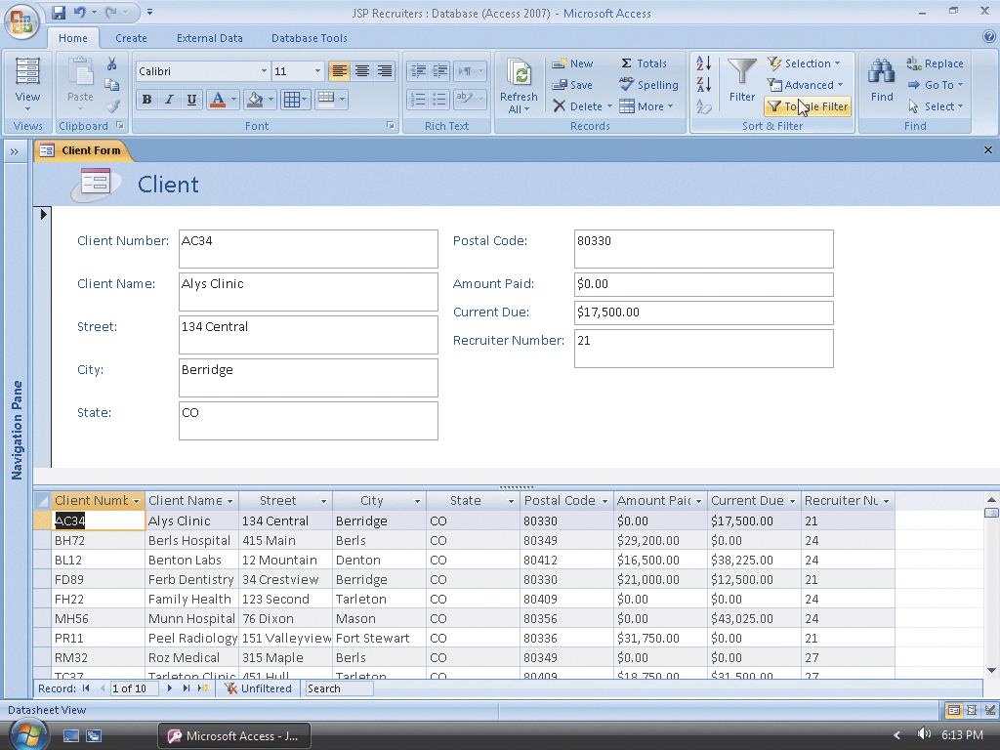 JSP Recruiters : Database (Access 2007) - Microsoft Access
Home Create External Data Database Tools
Calibri 11 New Totals Selection Replace
View Paste Save Spelling Advanced Go To
B I U Refresh All Delete More Filter Find Select
Views Clipboard Font Rich Text Records Sort & Filter Find
Client Form
Client
Client Number: AC34 Postal Code: 80330
Client Name: Alys Clinic Amount Paid: $0.00
Street: 134 Central Current Due: $17,500.00
Recruiter Number: 21
City: Berridge
State: CO
Navigation Pane
Client Numb Client Name Street City State Postal Code Amount Paid Current Due Recruiter Nu
AC34 Alys Clinic 134 Central Berridge CO 80330 $0.00 $17,500.00 21
BH72 Berls Hospital 415 Main Berls CO 80349 $29,200.00 $0.00 24
BL12 Benton Labs 12 Mountain Denton CO 80412 $16,500.00 $38,225.00 24
FD89 Ferb Dentistry 34 Crestview Berridge CO 80330 $21,000.00 $12,500.00 21
FH22 Family Health 123 Second Tarleton CO 80409 $0.00 $0.00 24
MH56 Munn Hospital 76 Dixon Mason CO 80356 $0.00 $43,025.00 24
PR11 Peel Radiology 151 Valleyview Fort Stewart CO 80336 $31,750.00 $0.00 21
RM32 Roz Medical 315 Maple Berls CO 80349 $0.00 $0.00 27
TC37 Tarleton Clinic 451 Hull Tarleton CO 80409 $18,750.00 $31,500.00 27
Record: 1 of 10 Unfiltered Search
Datasheet View
Microsoft Access - J... 6:13 PM